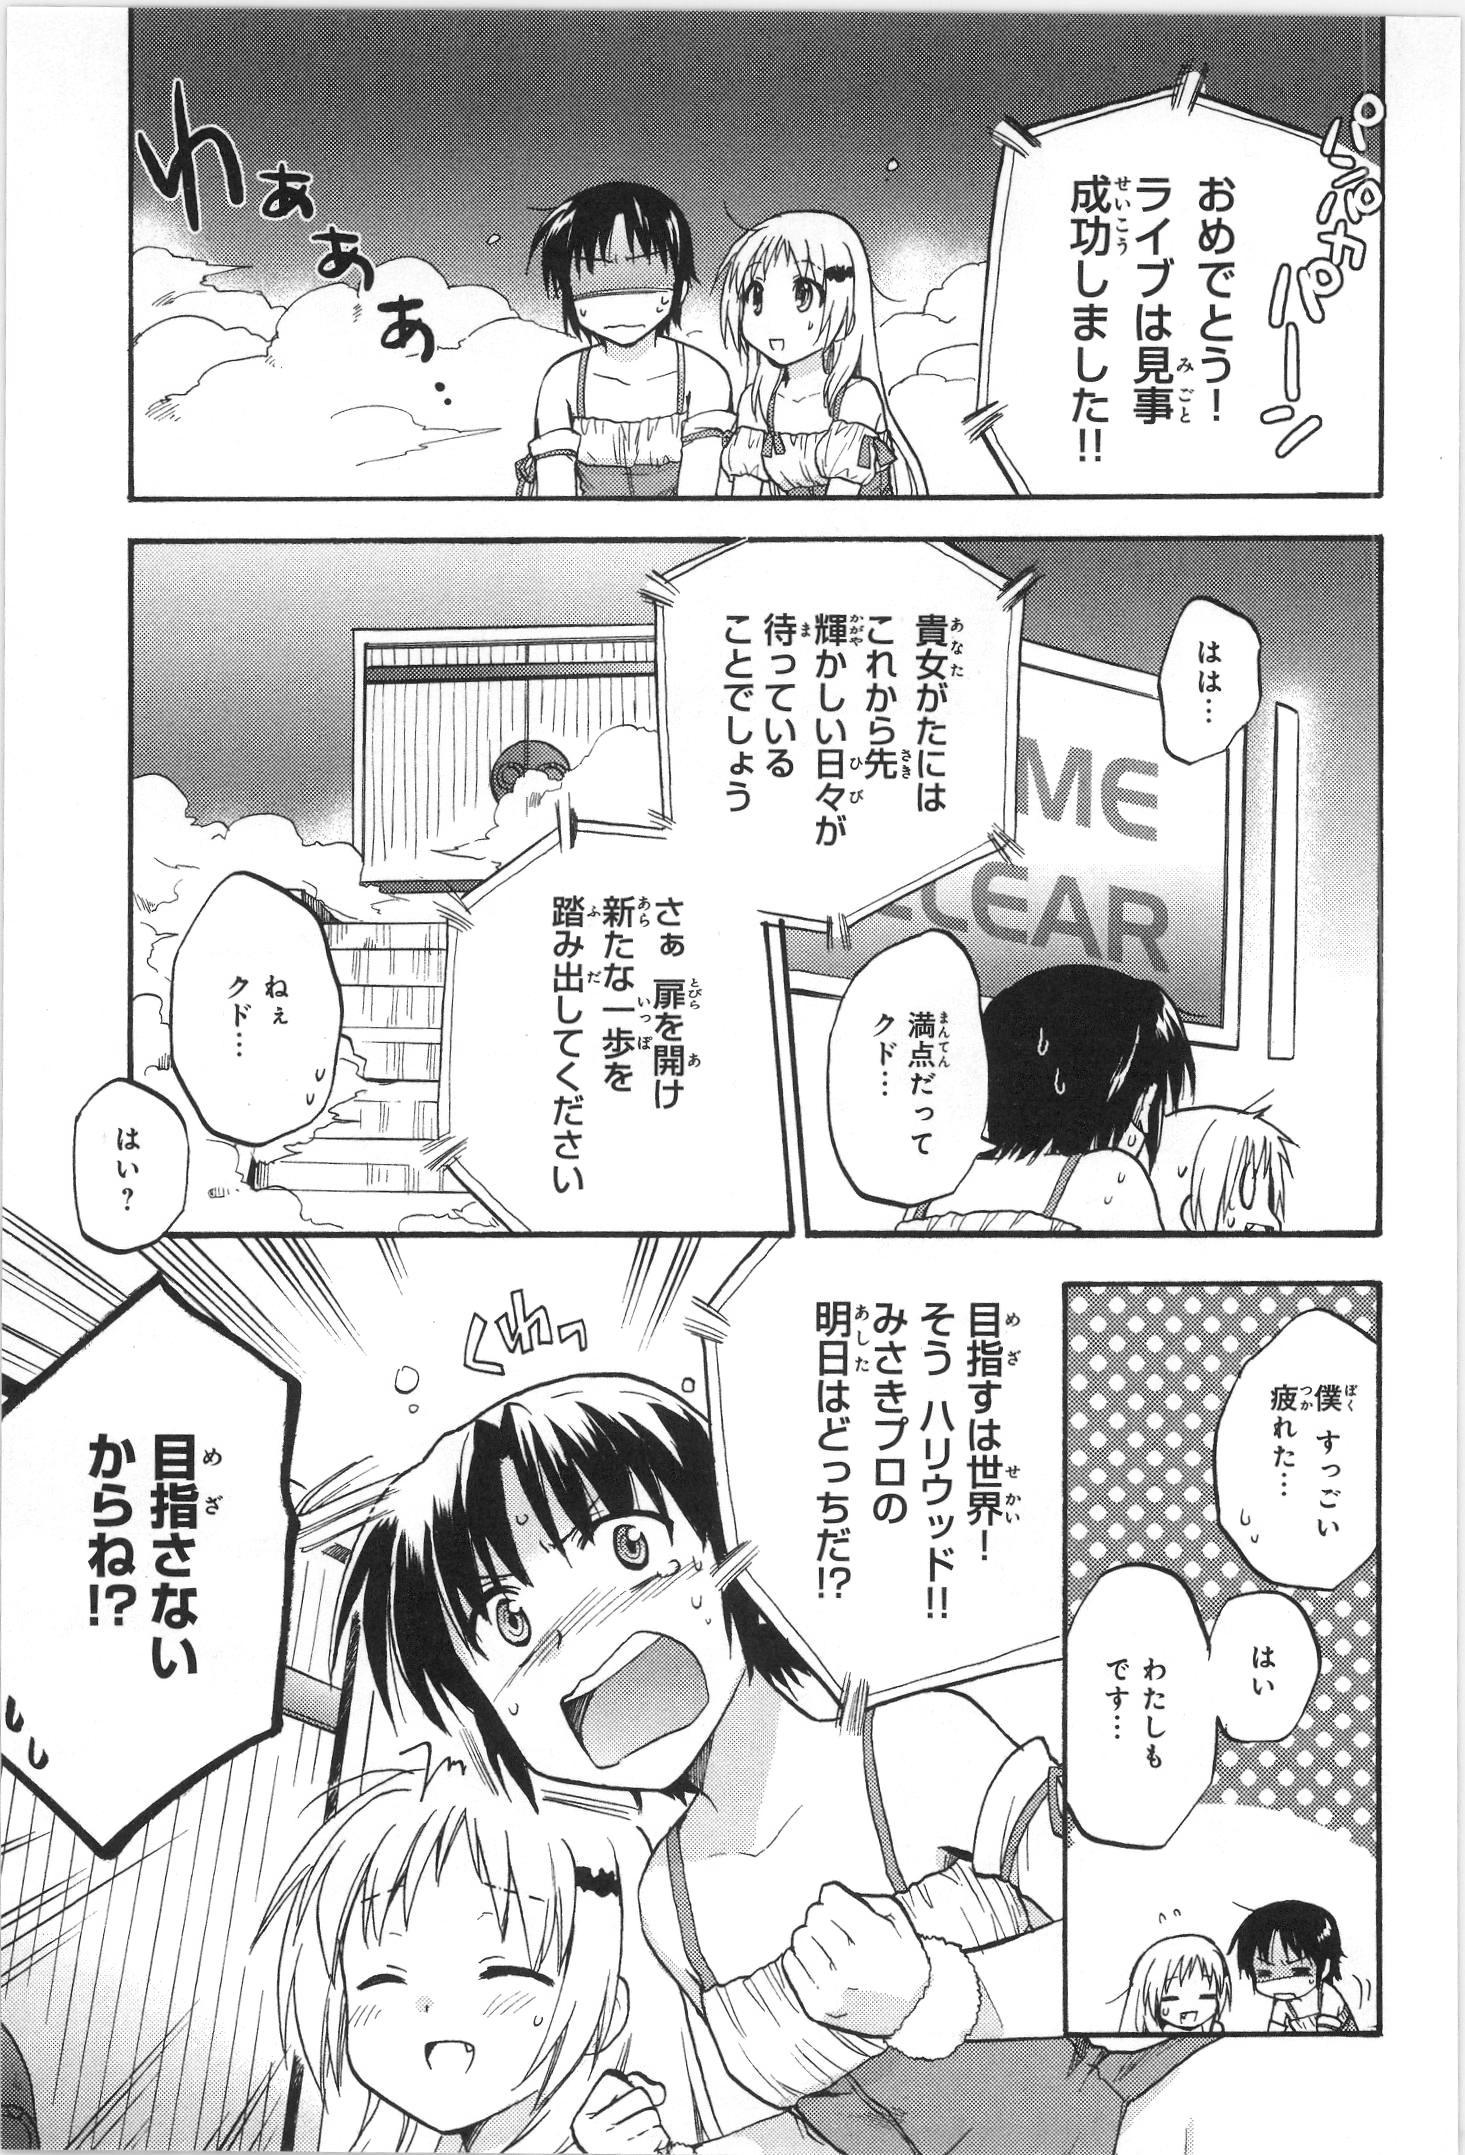 パンパカパーン
おめでとう！
ライブは見事
成功しました!!
わぁぁぁ…
はは…
GAME
CLEAR
満点だって
クド…
貴女がたには
これから先
輝かしい日々が
待っている
ことでしょう
さぁ 扉を開け
新たな一歩を
踏み出してください
ねぇ
クド…
はい？
僕 すっごい
疲れた…
はい
わたしも
です…
目指すは世界！
そう ハリウッド!!
みさきプロの
明日はどっちだ!?
くわっ
目指さない
からね!?